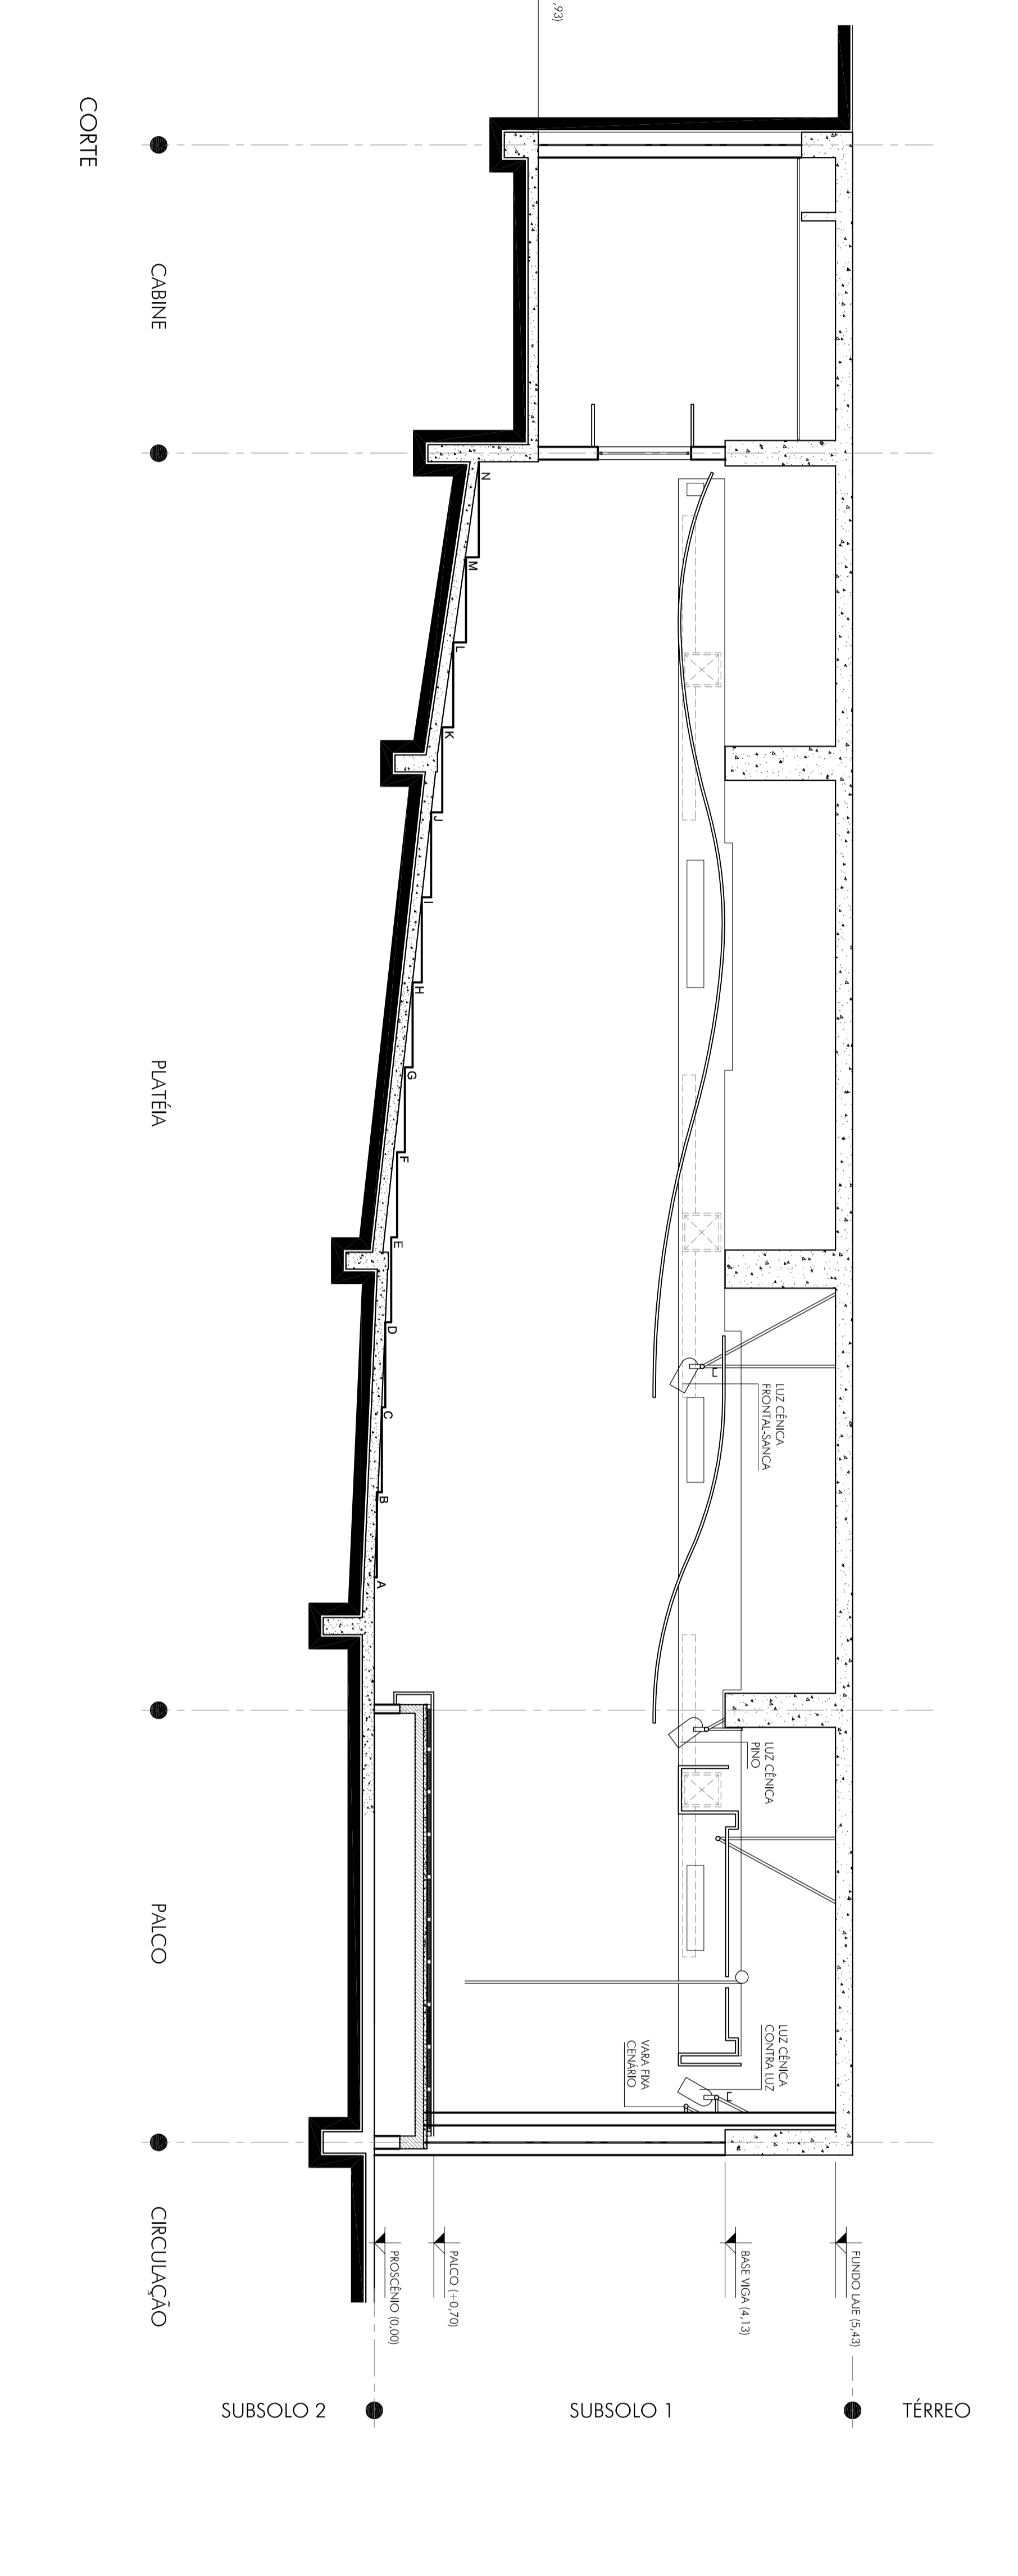 ,93)
CORTE
CABINE
PLATÉIA
PALCO
CIRCULAÇÃO
N
M
L
K
J
I
H
G
F
E
D
C
B
A
LUZ CÊNICA
FRONTAL-SANCA
LUZ CÊNICA
PINO
LUZ CÊNICA
CONTRA LUZ
VARA FIXA
CENÁRIO
FUNDO LAJE (5,43)
BASE VIGA (4,13)
PALCO (+0,70)
PROSCÊNIO (0,00)
SUBSOLO 2
SUBSOLO 1
TÉRREO